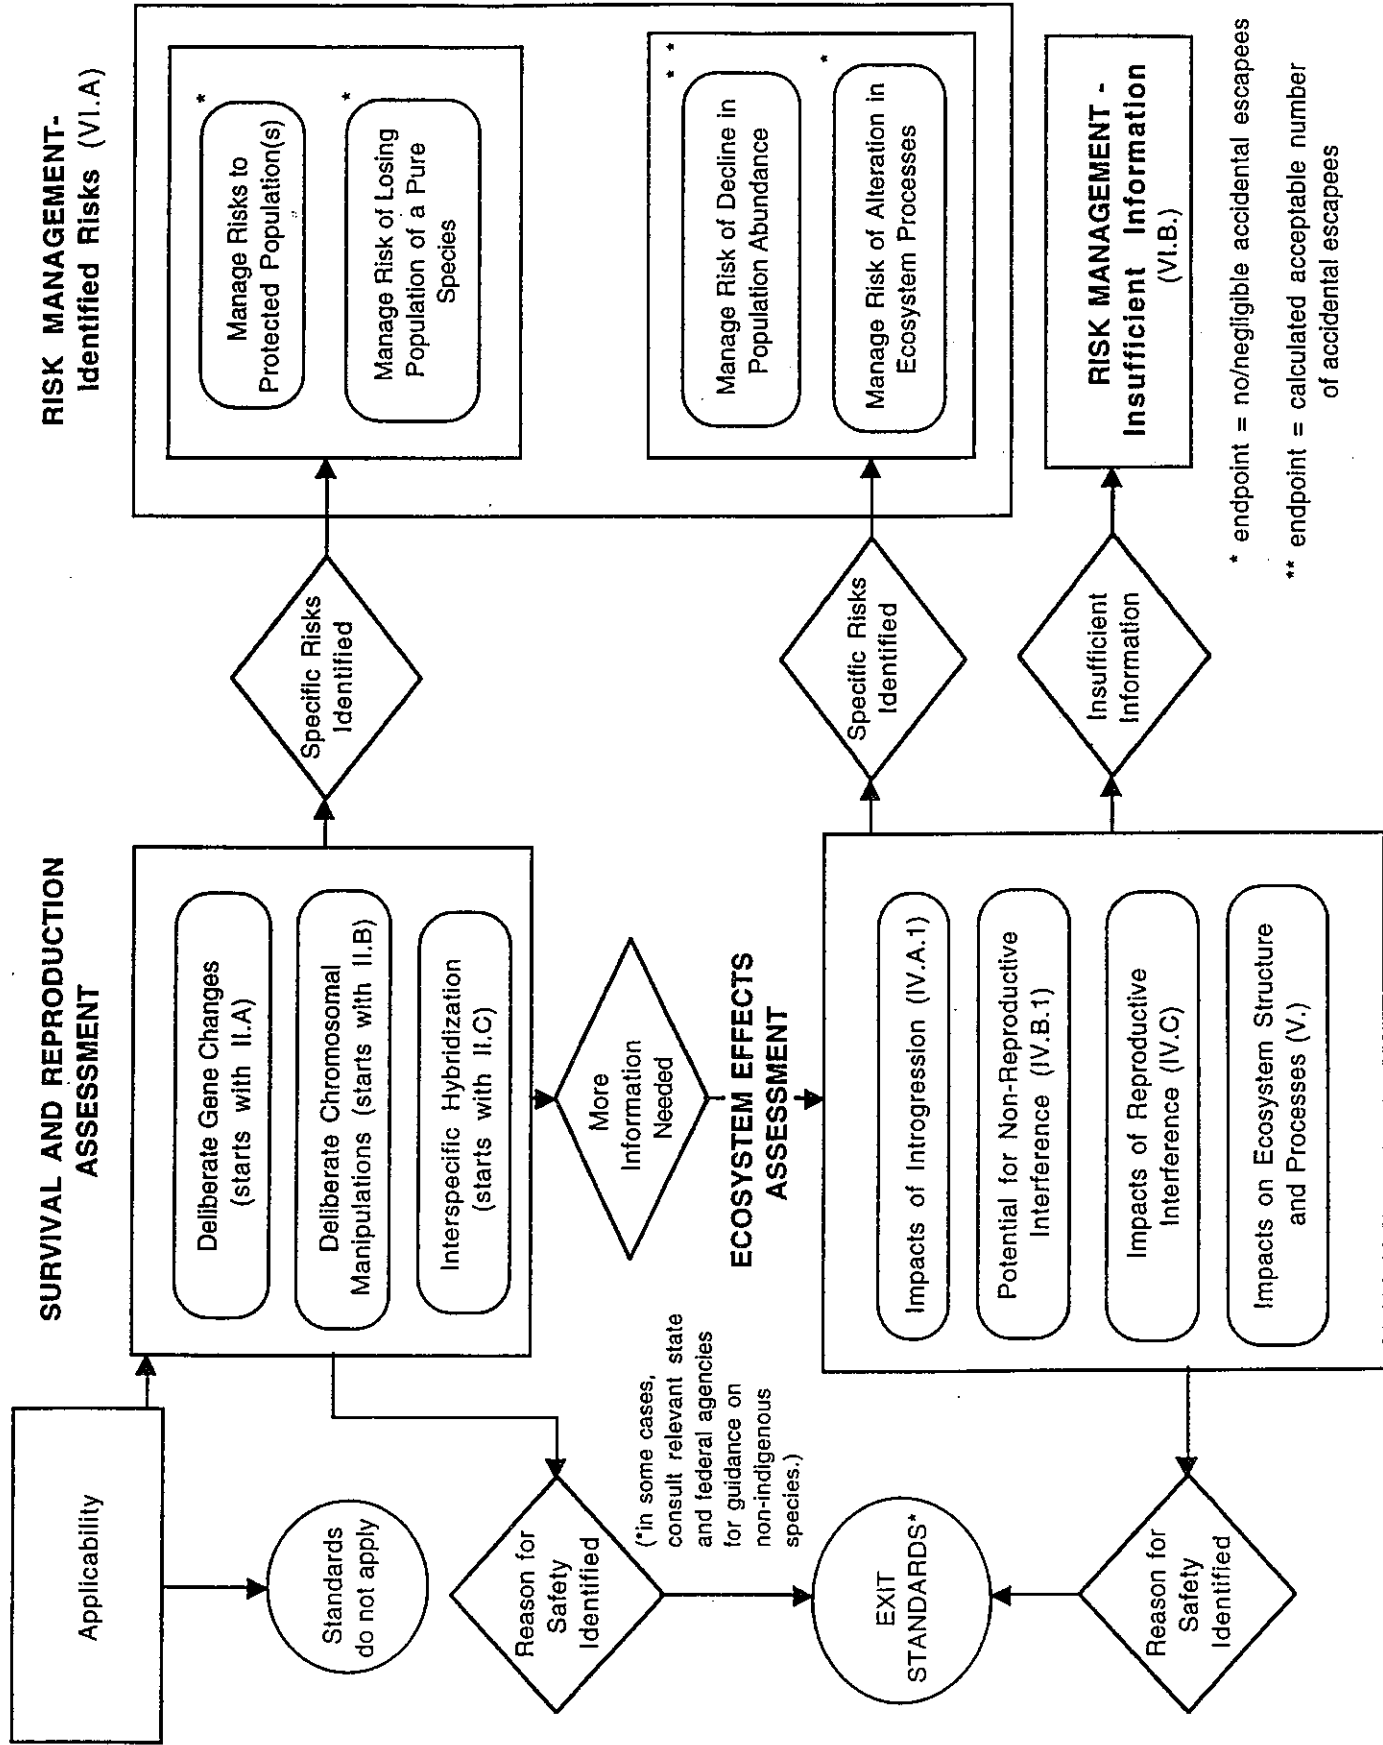 Applicability
Standards
do not apply
SURVIVAL AND REPRODUCTION
ASSESSMENT
Deliberate Gene Changes
(starts with II.A)
Deliberate Chromosomal
Manipulations (starts with II.B)
Interspecific Hybridization
(starts with II.C)
Reason for
Safety
Identified
(*in some cases,
consult relevant state
and federal agencies
for guidance on
non-indigenous
species.)
EXIT
STANDARDS*
More
Information
Needed
ECOSYSTEM EFFECTS
ASSESSMENT
Impacts of Introgression (IV.A.1)
Potential for Non-Reproductive
Interference (IV.B.1)
Impacts of Reproductive
Interference (IV.C)
Impacts on Ecosystem Structure
and Processes (V.)
Reason for
Safety
Identified
Specific Risks
Identified
Specific Risks
Identified
Insufficient
Information
RISK MANAGEMENT-
Identified Risks (VI.A)
*
Manage Risks to
Protected Population(s)
*
Manage Risk of Losing
Population of a Pure
Species
* *
Manage Risk of Decline in
Population Abundance
*
Manage Risk of Alteration in
Ecosystem Processes
RISK MANAGEMENT -
Insufficient Information
(VI.B.)
* endpoint = no/negligible accidental escapees
** endpoint = calculated acceptable number
of accidental escapees